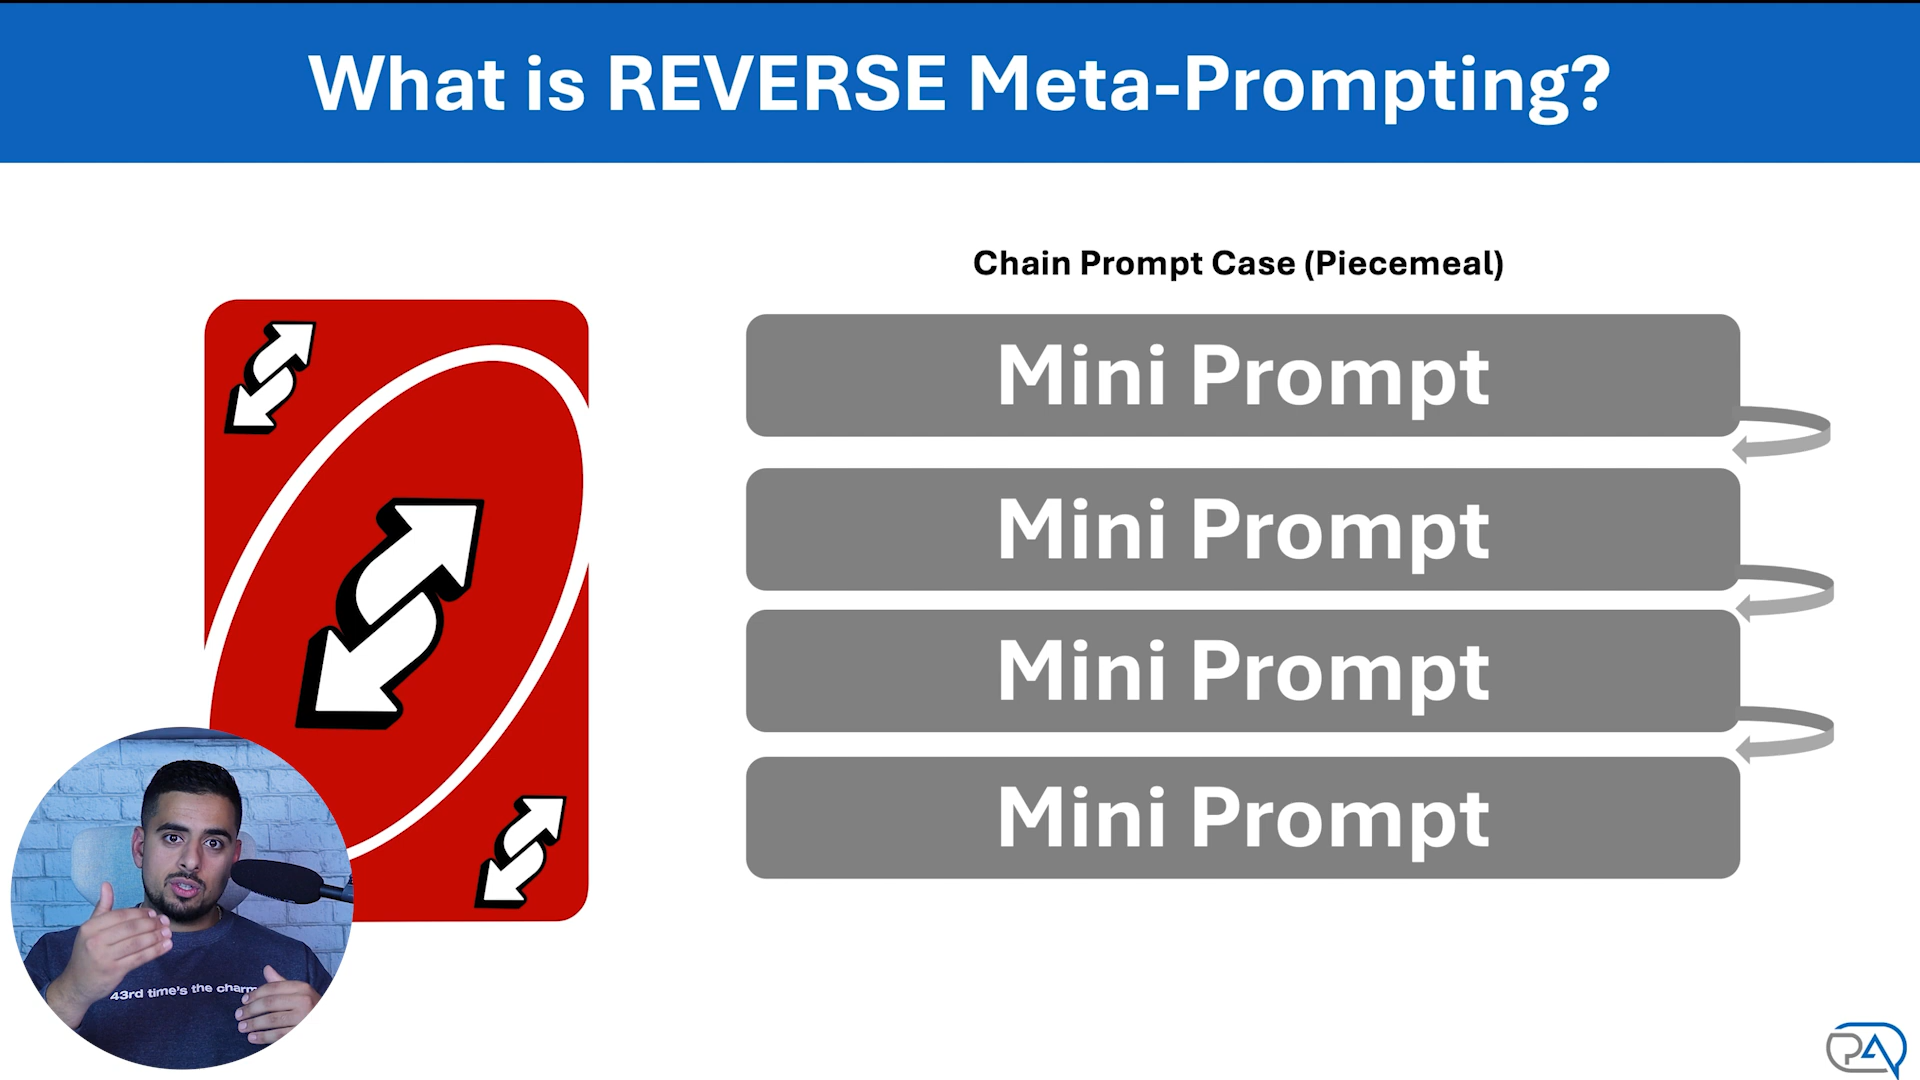 What is REVERSE Meta-Prompting?
Chain Prompt Case (Piecemeal)
Mini Prompt
Mini Prompt
Mini Prompt
Mini Prompt
43rd time's the charm
PA